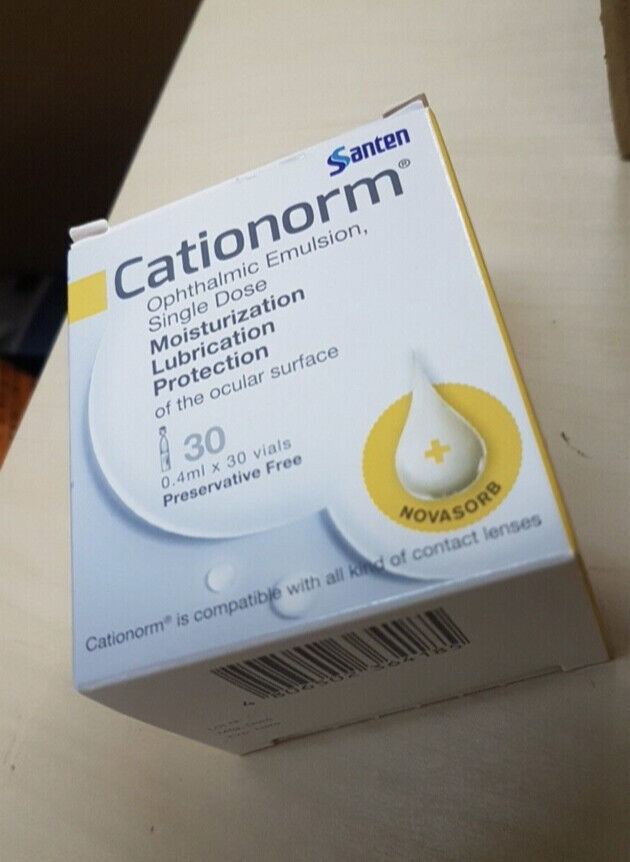 Santen
Cationorm®
Ophthalmic Emulsion,
Single Dose
Moisturization
Lubrication
Protection
of the ocular surface
30
0.4ml x 30 vials
Preservative Free
NOVASORB
Cationorm® is compatible with all kind of contact lenses